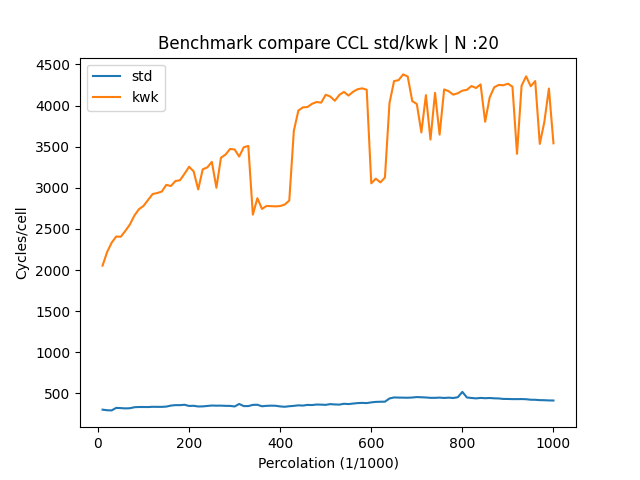 Benchmark compare CCL std/kwk | N :20
std
kwk
4500
4000
3500
3000
2500
2000
1500
1000
500
Cycles/cell
0 200 400 600 800 1000
Percolation (1/1000)